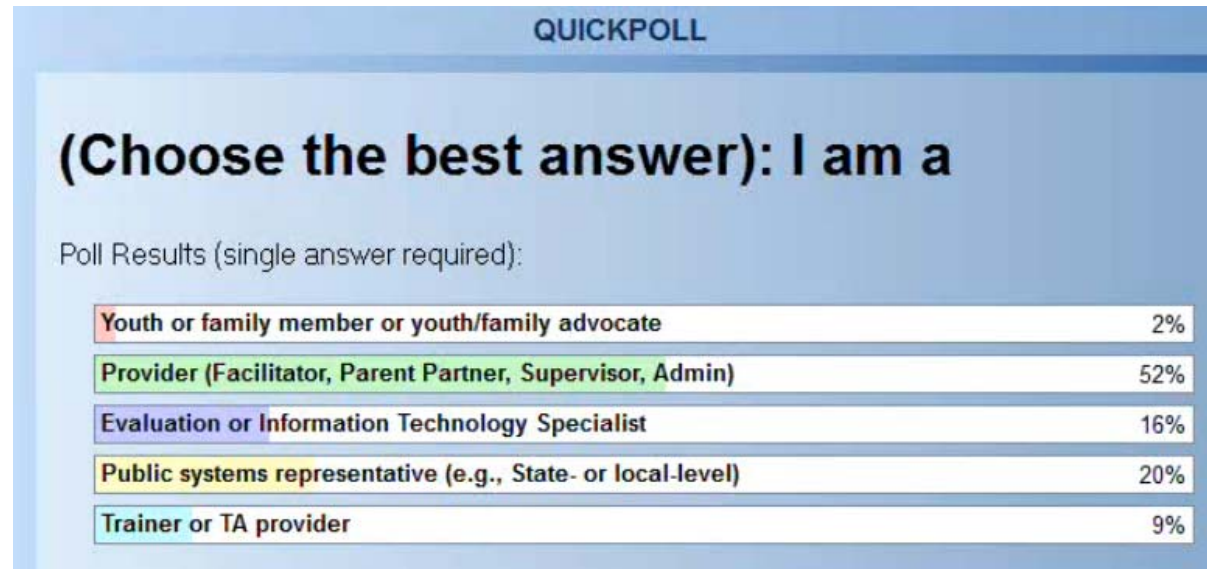 QUICKPOLL
(Choose the best answer): I am a
Poll Results (single answer required):
Youth or family member or youth/family advocate 2%
Provider (Facilitator, Parent Partner, Supervisor, Admin) 52%
Evaluation or Information Technology Specialist 16%
Public systems representative (e.g., State- or local-level) 20%
Trainer or TA provider 9%